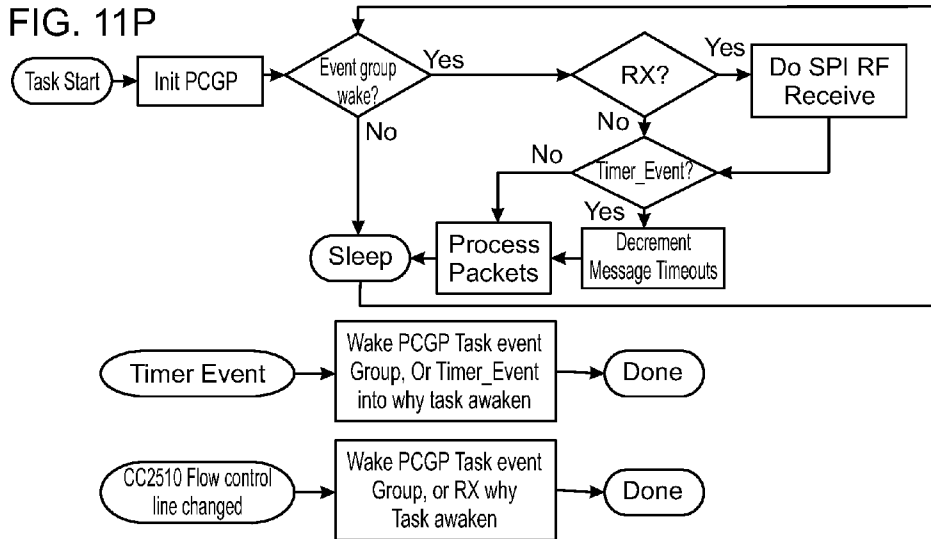 FIG. 11P
Task Start
Init PCGP
Event group
wake?
Yes
No
RX?
Yes
No
Do SPI RF
Receive
Timer_Event?
No
Yes
Decrement
Message Timeouts
Process
Packets
Sleep
Timer Event
Wake PCGP Task event
Group, Or Timer_Event
into why task awaken
Done
CC2510 Flow control
line changed
Wake PCGP Task event
Group, or RX why
Task awaken
Done